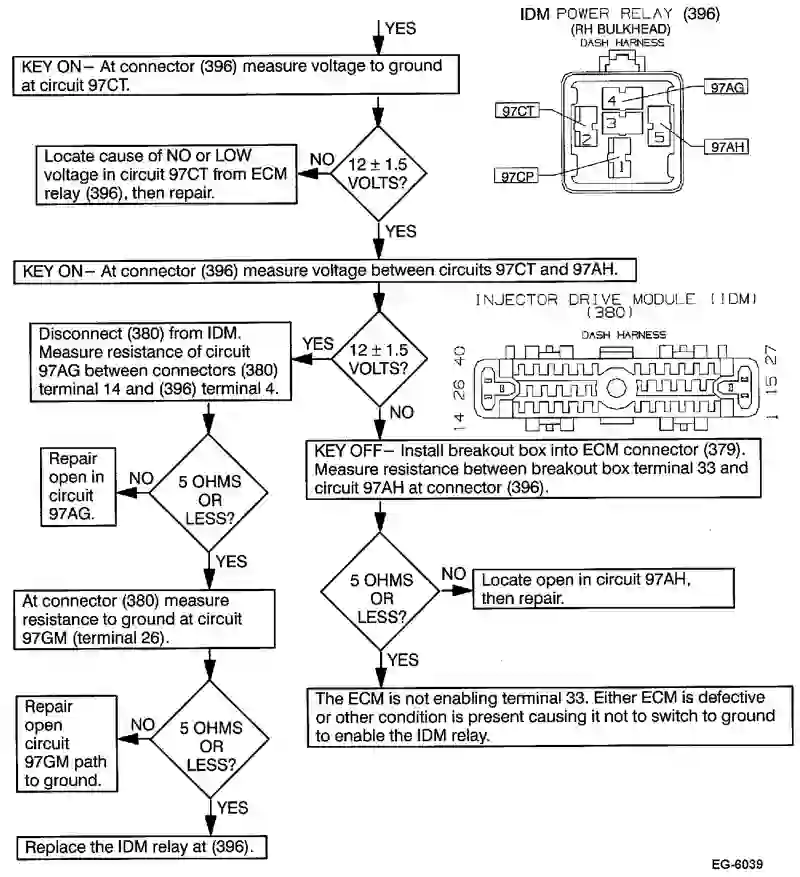 YES
KEY ON– At connector (396) measure voltage to ground
at circuit 97CT.
IDM POWER RELAY (396)
(RH BULKHEAD)
DASH HARNESS
97AG
97CT
97AH
97CP
4
3
2
5
1
12 ± 1.5
VOLTS?
NO
Locate cause of NO or LOW
voltage in circuit 97CT from ECM
relay (396), then repair.
YES
KEY ON– At connector (396) measure voltage between circuits 97CT and 97AH.
INJECTOR DRIVE MODULE (IDM)
(380)
DASH HARNESS
40
26
14
27
15
1
12 ± 1.5
VOLTS?
YES
Disconnect (380) from IDM.
Measure resistance of circuit
97AG between connectors (380)
terminal 14 and (396) terminal 4.
NO
KEY OFF– Install breakout box into ECM connector (379).
Measure resistance between breakout box terminal 33 and
circuit 97AH at connector (396).
5 OHMS
OR
LESS?
NO
Repair
open in
circuit
97AG.
YES
5 OHMS
OR
LESS?
NO
Locate open in circuit 97AH,
then repair.
At connector (380) measure
resistance to ground at circuit
97GM (terminal 26).
YES
The ECM is not enabling terminal 33. Either ECM is defective
or other condition is present causing it not to switch to ground
to enable the IDM relay.
5 OHMS
OR
LESS?
NO
Repair
open
circuit
97GM path
to ground.
YES
Replace the IDM relay at (396).
EG-6039